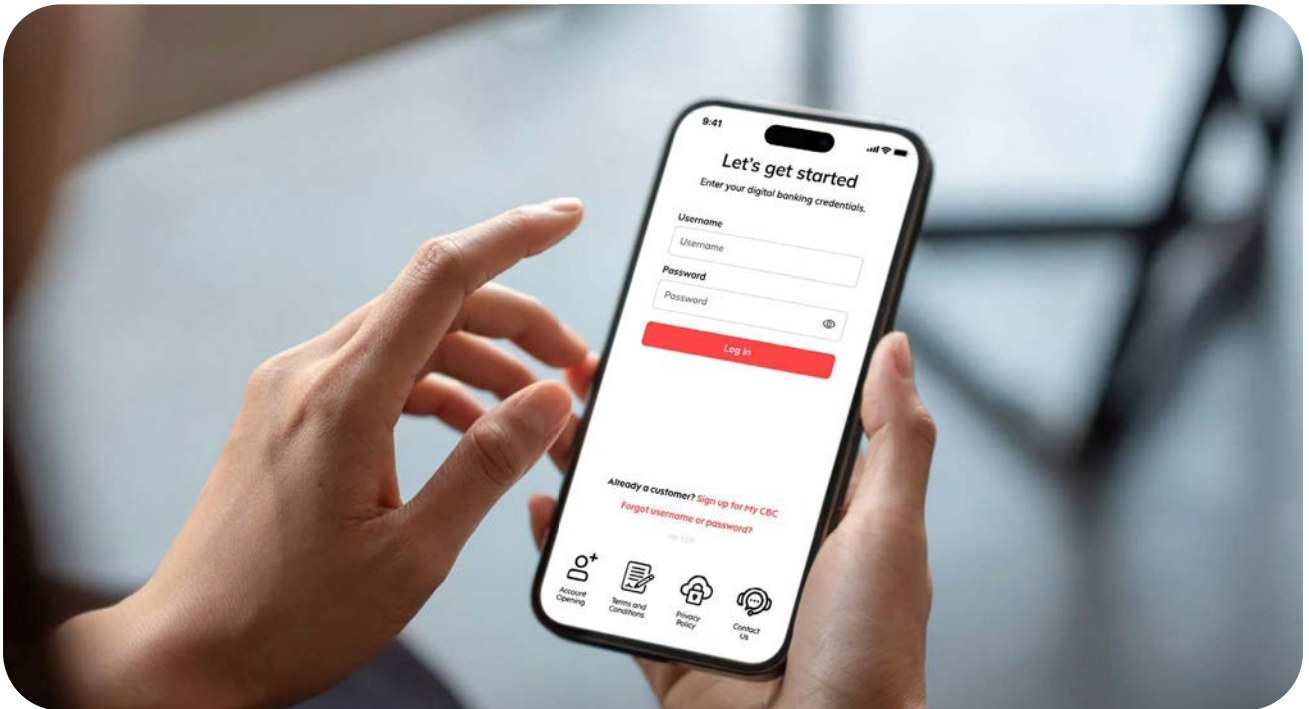 9:41
Let's get started
Enter your digital banking credentials.
Username
Username
Password
Password
Log in
Already a customer? Sign up for My CBC
Forgot username or password?
Account
Opening
Terms and
Conditions
Privacy
Policy
Contact
Us